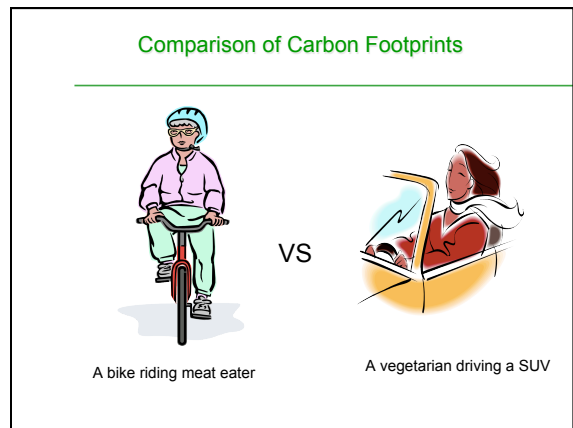 Comparison of Carbon Footprints
VS
A bike riding meat eater
A vegetarian driving a SUV